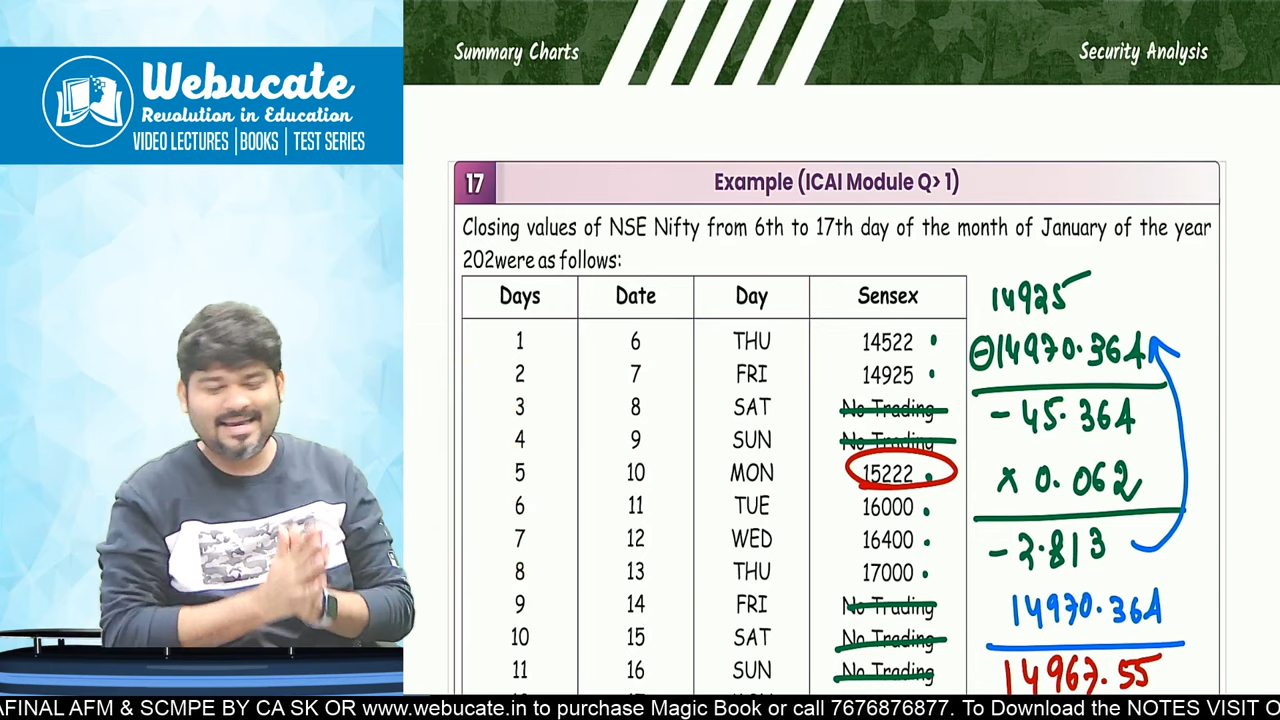 Summary Charts
Security Analysis
Webucate
Revolution in Education
VIDEO LECTURES | BOOKS | TEST SERIES
17 Example (ICAI Module Q> 1)
Closing values of NSE Nifty from 6th to 17th day of the month of January of the year
202were as follows:
Days Date Day Sensex
1 6 THU 14522
2 7 FRI 14925
3 8 SAT No Trading
4 9 SUN No Trading
5 10 MON 15222
6 11 TUE 16000
7 12 WED 16400
8 13 THU 17000
9 14 FRI No Trading
10 15 SAT No Trading
11 16 SUN No Trading
14925
⊖14970.364
- 45.364
× 0.062
- 2.813
14970.364
14967.55
AFINAL AFM & SCMPE BY CA SK OR www.webucate.in to purchase Magic Book or call 7676876877. To Download the NOTES VISIT